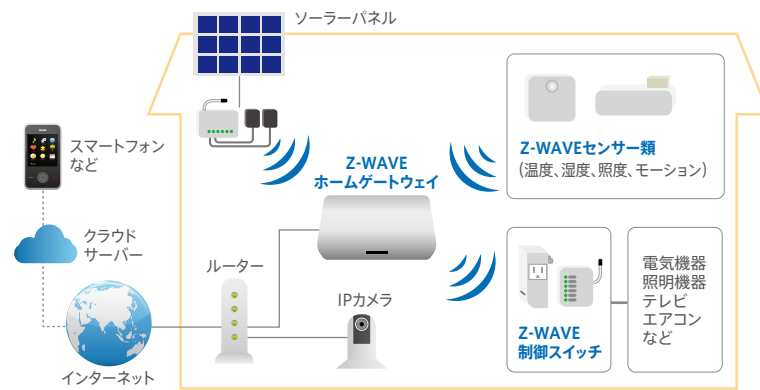 ソーラーパネル
スマートフォン
など
Z-WAVE
ホームゲートウェイ
Z-WAVEセンサー類
(温度、湿度、照度、モーション)
クラウド
サーバー
ルーター
IPカメラ
インターネット
Z-WAVE
制御スイッチ
電気機器
照明機器
テレビ
エアコン
など